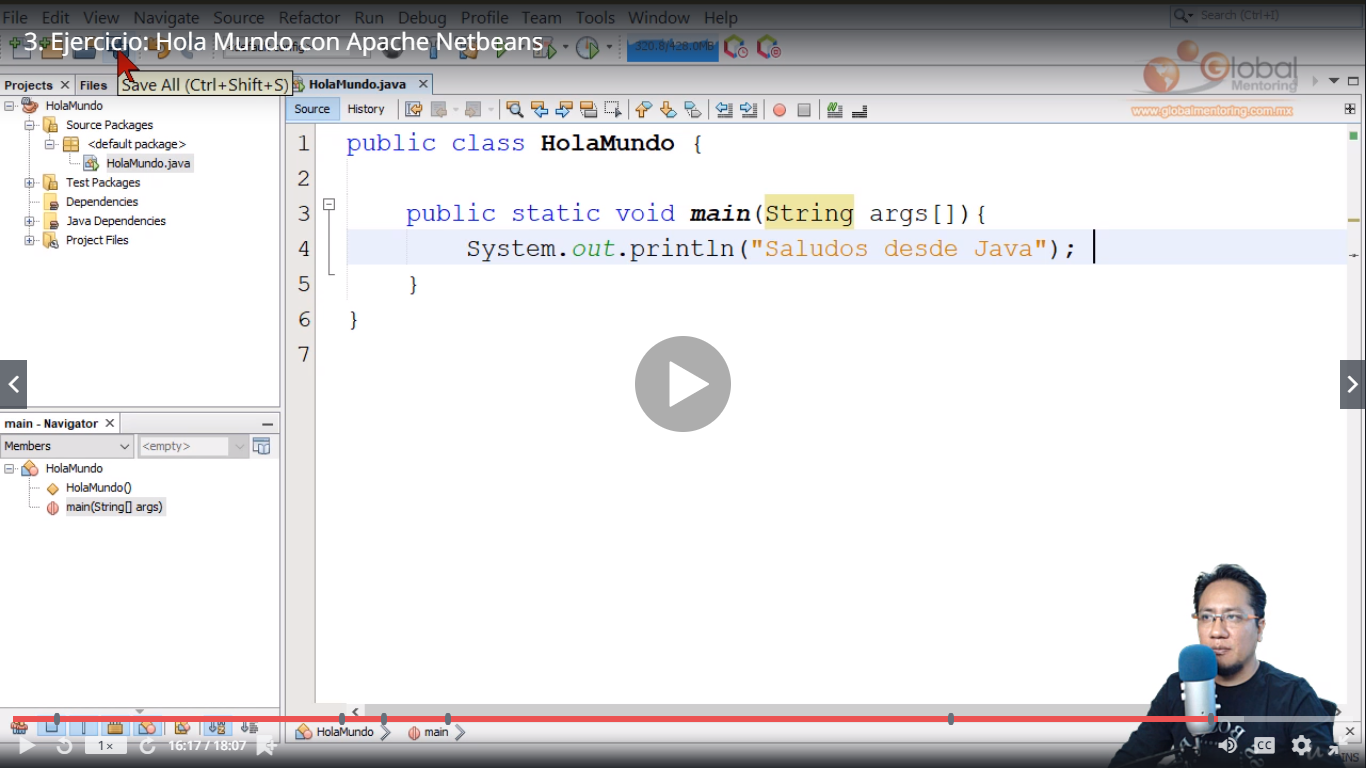 File Edit View Navigate Source Refactor Run Debug Profile Team Tools Window Help
Search (Ctrl+I)
3. Ejercicio: Hola Mundo con Apache Netbeans
320.8/428.0MB
Global
Mentoring
www.globalmentoring.com.mx
Projects Files
Save All (Ctrl+Shift+S)
HolaMundo.java
Source History
HolaMundo
Source Packages
<default package>
HolaMundo.java
Test Packages
Dependencies
Java Dependencies
Project Files
1 public class HolaMundo {
2
3 public static void main(String args[]){
4 System.out.println("Saludos desde Java");
5 }
6 }
7
main - Navigator
Members <empty>
HolaMundo
HolaMundo()
main(String[] args)
HolaMundo main
1x 16:17 / 18:07
CC
INS